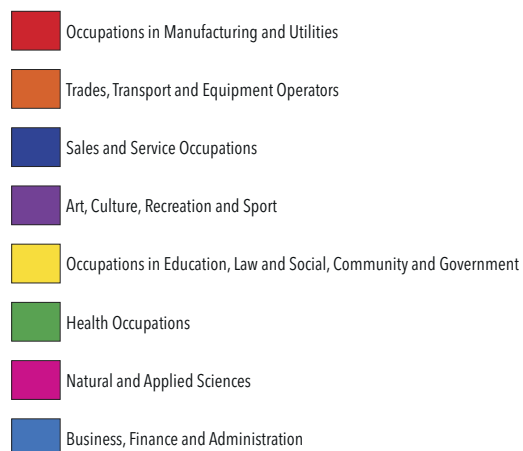 Occupations in Manufacturing and Utilities
Trades, Transport and Equipment Operators
Sales and Service Occupations
Art, Culture, Recreation and Sport
Occupations in Education, Law and Social, Community and Government
Health Occupations
Natural and Applied Sciences
Business, Finance and Administration